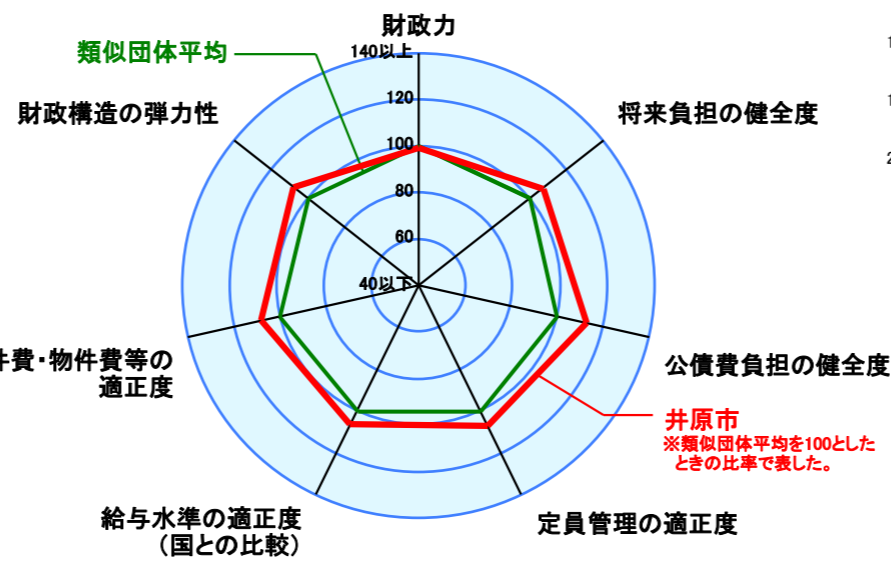 財政力
類似団体平均
140以上
財政構造の弾力性
将来負担の健全度
120
100
80
60
40以下
件費・物件費等の
適正度
公債費負担の健全度
井原市
※類似団体平均を100とした
ときの比率で表した。
給与水準の適正度
(国との比較)
定員管理の適正度